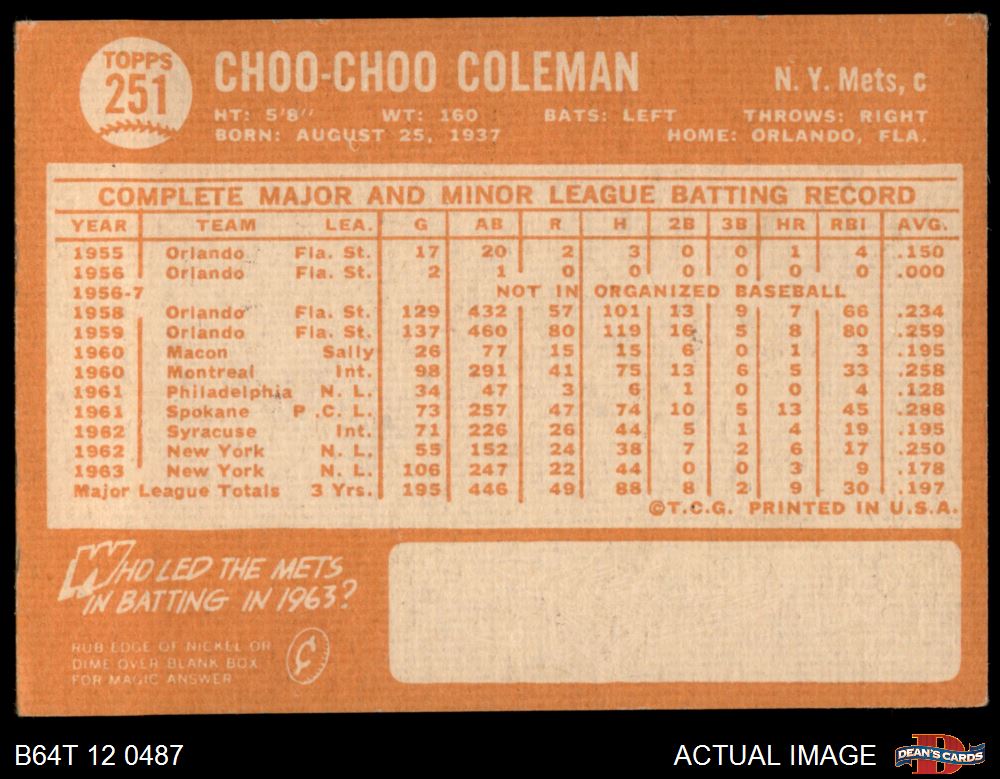 TOPPS
251
CHOO-CHOO COLEMAN
N. Y. Mets, c
HT: 5'8" WT: 160 BATS: LEFT THROWS: RIGHT
BORN: AUGUST 25, 1937 HOME: ORLANDO, FLA.
COMPLETE MAJOR AND MINOR LEAGUE BATTING RECORD
YEAR TEAM LEA. G AB R H 2B 3B HR RBI AVG.
1955 Orlando Fla. St. 17 20 2 3 0 0 1 4 .150
1956 Orlando Fla. St. 2 1 0 0 0 0 0 0 .000
1956-7 NOT IN ORGANIZED BASEBALL
1958 Orlando Fla. St. 129 432 57 101 13 9 7 66 .234
1959 Orlando Fla. St. 137 460 80 119 16 5 8 80 .259
1960 Macon Sally 26 77 15 15 6 0 1 3 .195
1960 Montreal Int. 98 291 41 75 13 6 5 33 .258
1961 Philadelphia N. L. 34 47 3 6 1 0 0 4 .128
1961 Spokane P .C. L. 73 257 47 74 10 5 13 45 .288
1962 Syracuse Int. 71 226 26 44 5 1 4 19 .195
1962 New York N. L. 55 152 24 38 7 2 6 17 .250
1963 New York N. L. 106 247 22 44 0 0 3 9 .178
Major League Totals 3 Yrs. 195 446 49 88 8 2 9 30 .197
©T.C.G. PRINTED IN U.S.A.
WHO LED THE METS
IN BATTING IN 1963?
RUB EDGE OF NICKEL OR
DIME OVER BLANK BOX
FOR MAGIC ANSWER
B64T 12 0487
ACTUAL IMAGE
DEAN'S CARDS